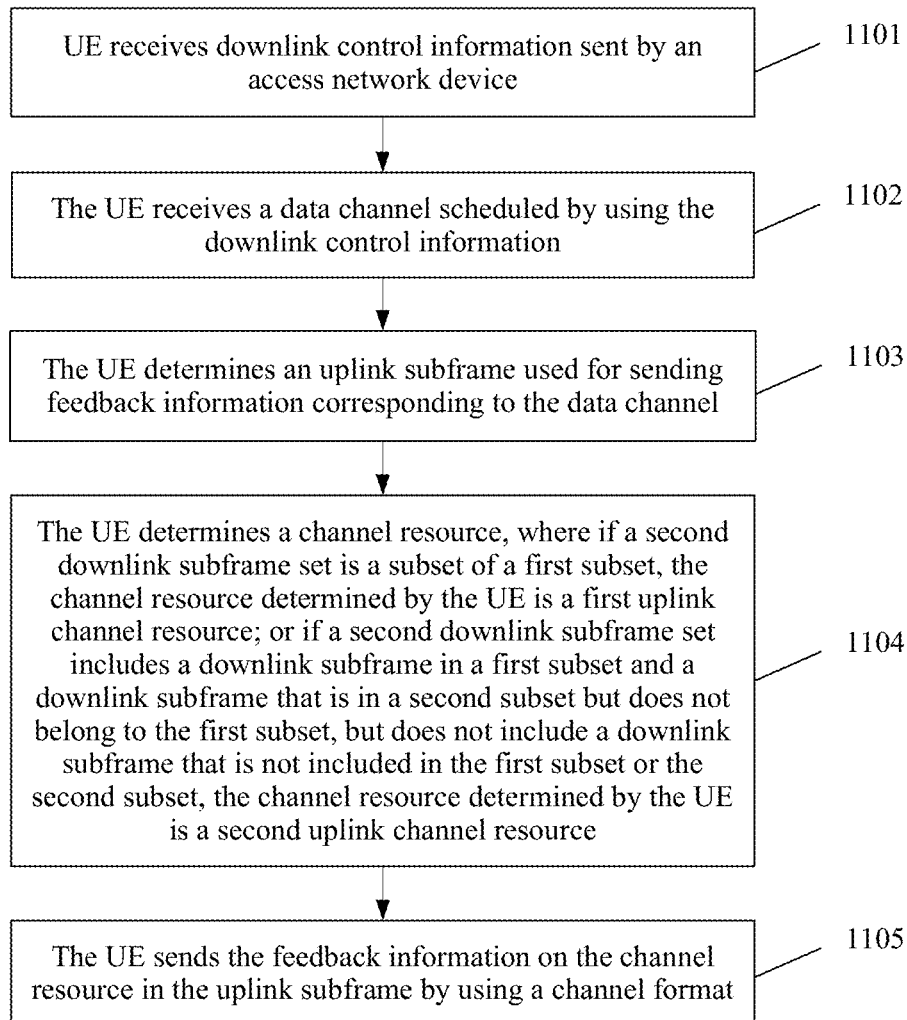 UE receives downlink control information sent by an
access network device
1101
The UE receives a data channel scheduled by using the
downlink control information
1102
The UE determines an uplink subframe used for sending
feedback information corresponding to the data channel
1103
The UE determines a channel resource, where if a second
downlink subframe set is a subset of a first subset, the
channel resource determined by the UE is a first uplink
channel resource; or if a second downlink subframe set
includes a downlink subframe in a first subset and a
downlink subframe that is in a second subset but does not
belong to the first subset, but does not include a downlink
subframe that is not included in the first subset or the
second subset, the channel resource determined by the UE
is a second uplink channel resource
1104
The UE sends the feedback information on the channel
resource in the uplink subframe by using a channel format
1105